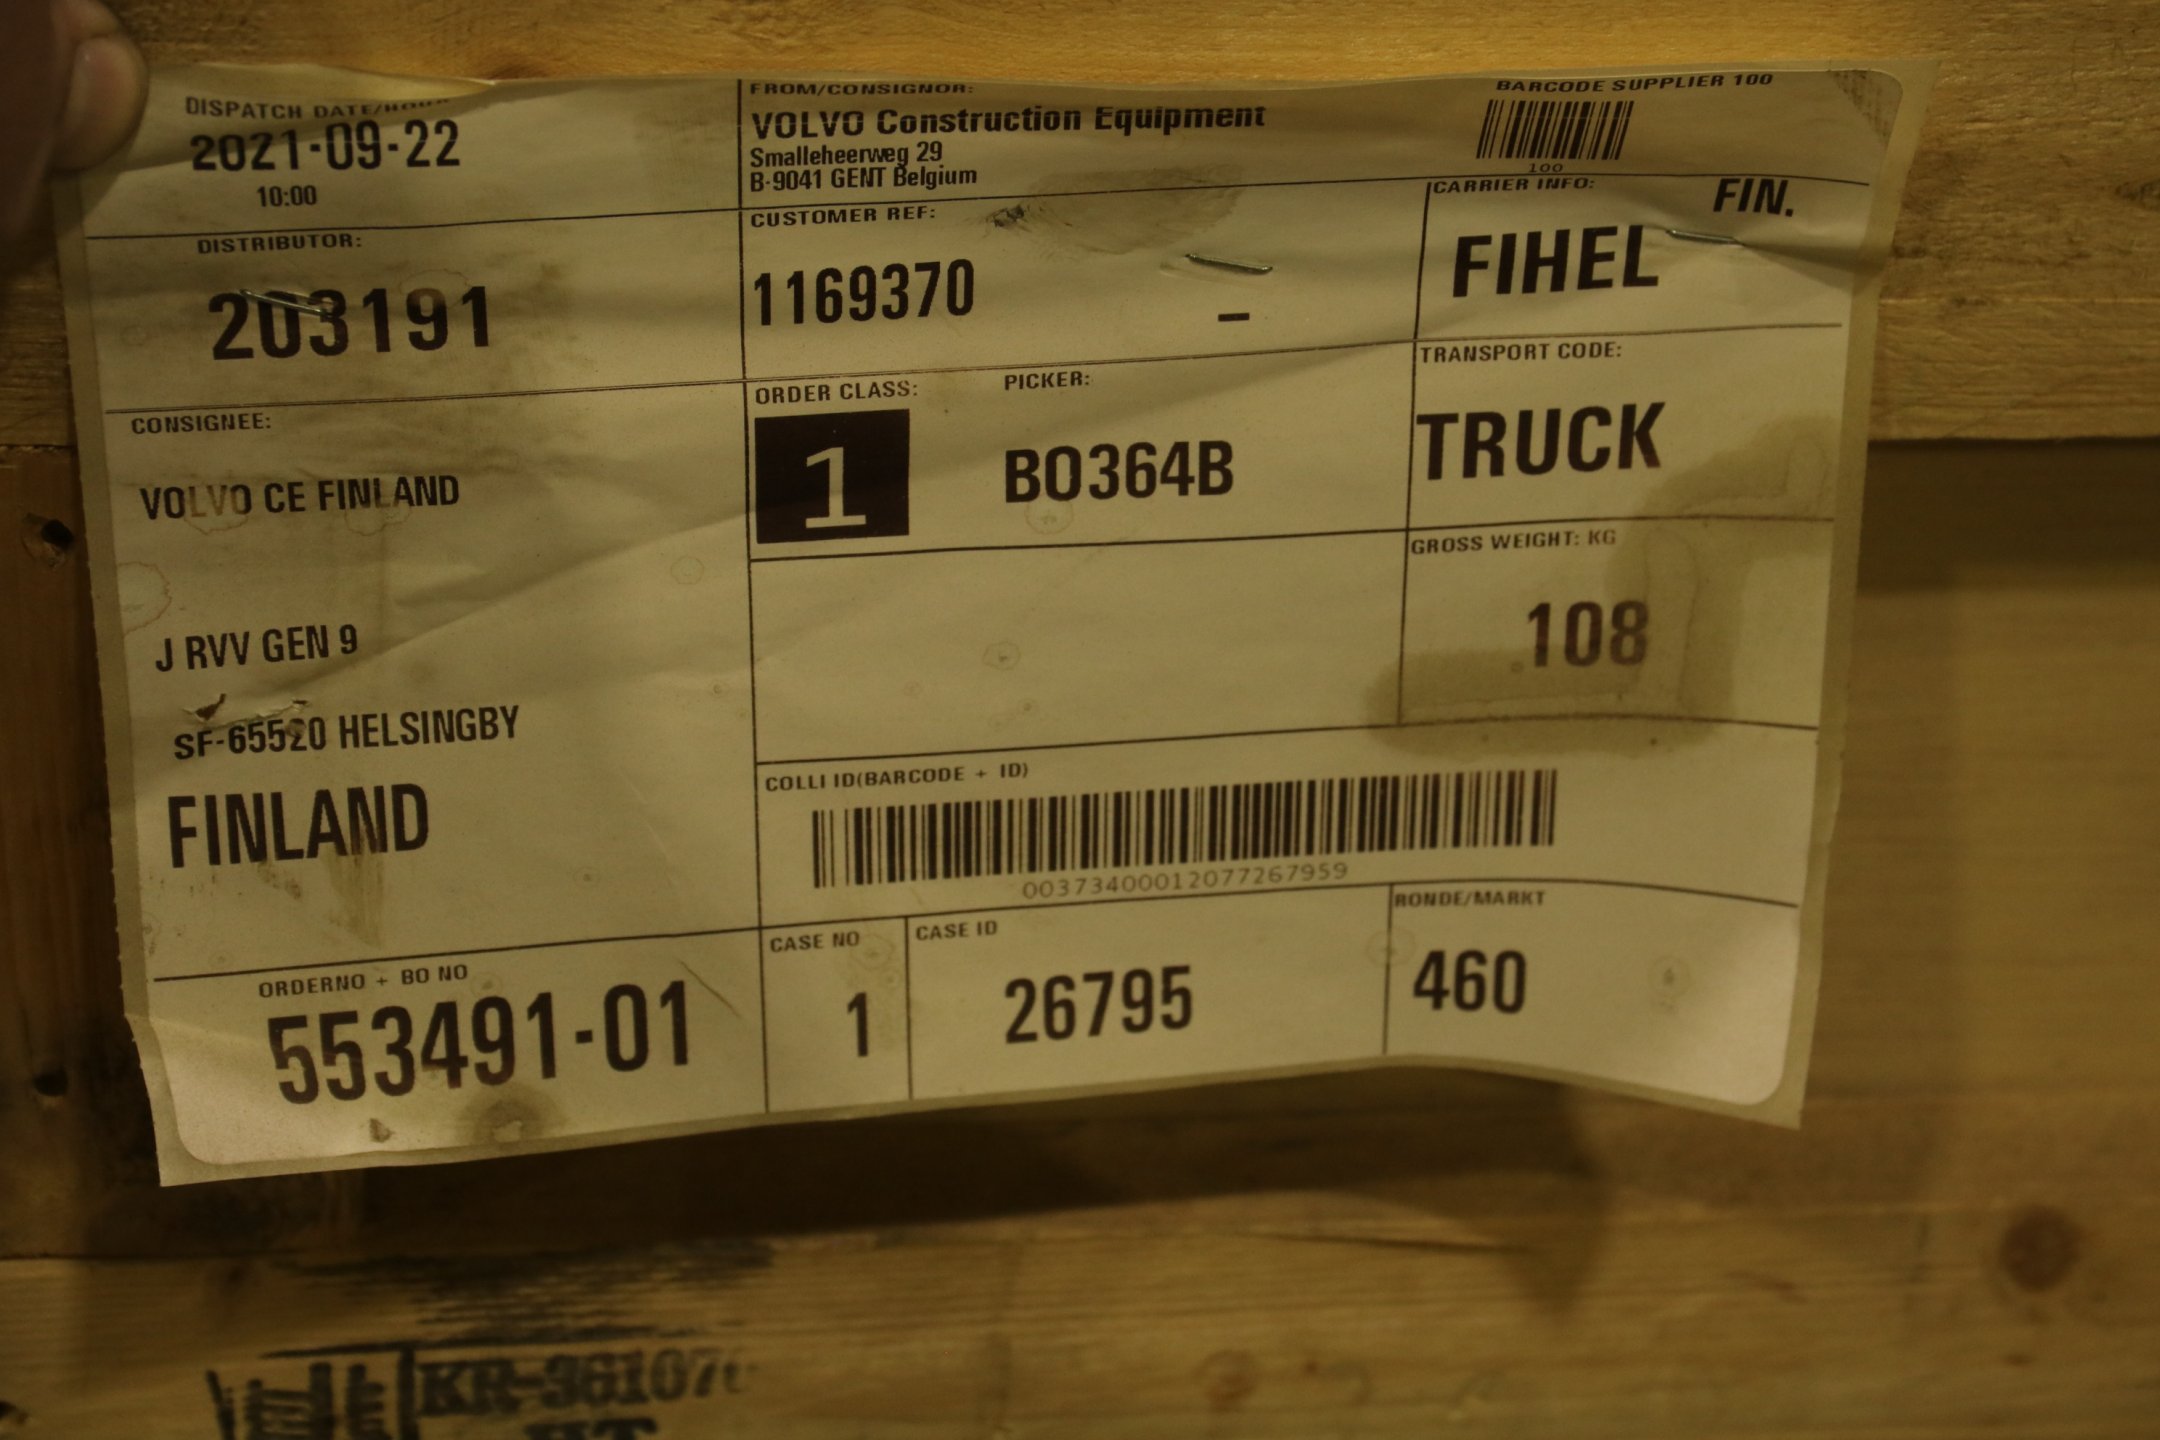 DISPATCH DATE/HOUR
2021-09-22
10:00
FROM/CONSIGNOR:
VOLVO Construction Equipment
Smalleheerweg 29
B-9041 GENT Belgium
BARCODE SUPPLIER 100
100
DISTRIBUTOR:
203191
CUSTOMER REF:
1169370 -
CARRIER INFO:
FIN.
FIHEL
CONSIGNEE:
VOLVO CE FINLAND
J RVV GEN 9
SF-65520 HELSINGBY
FINLAND
ORDER CLASS:
1
PICKER:
BO364B
TRANSPORT CODE:
TRUCK
GROSS WEIGHT: KG
108
COLLI ID(BARCODE + ID)
00373400012077267959
ORDERNO + BO NO
553491-01
CASE NO
1
CASE ID
26795
RONDE/MARKT
460
HT